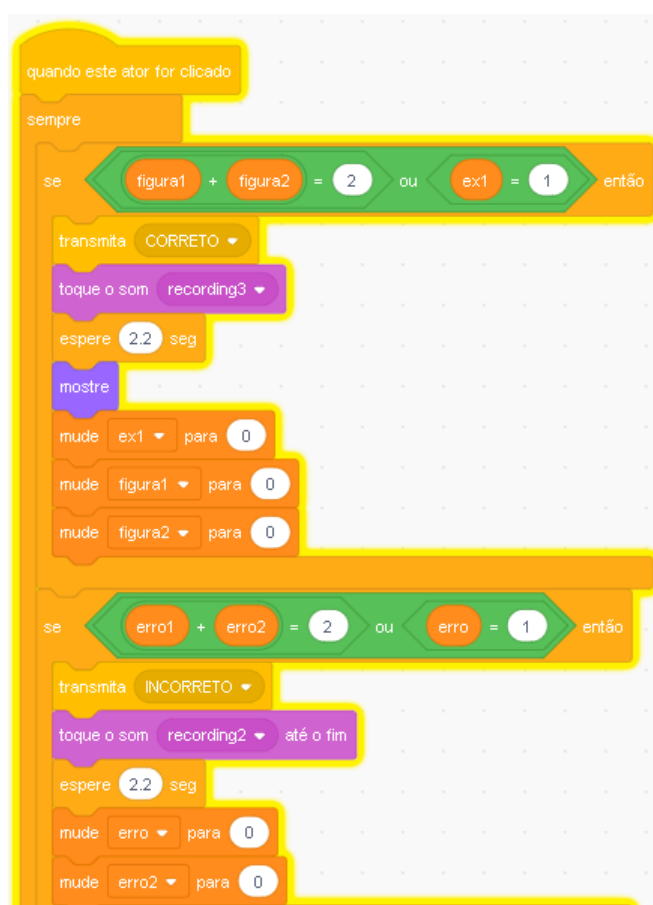 quando este ator for clicado
sempre
se figura1 + figura2 = 2 ou ex1 = 1 então
transmita CORRETO
toque o som recording3
espere 2.2 seg
mostre
mude ex1 para 0
mude figura1 para 0
mude figura2 para 0
se erro1 + erro2 = 2 ou erro = 1 então
transmita INCORRETO
toque o som recording2 até o fim
espere 2.2 seg
mude erro para 0
mude erro2 para 0